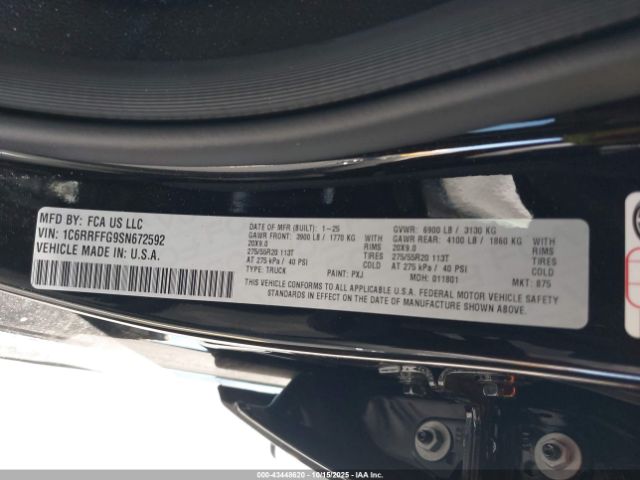 MFD BY: FCA US LLC
VIN: 1C6RRFFG9SN672592
VEHICLE MADE IN: U.S.A.
DATE OF MFR (BUILT): 1-25
GAWR FRONT: 3900 LB / 1770 KG WITH
20X9.0 RIMS
275/55R20 113T TIRES
AT 275 kPa / 40 PSI COLD
TYPE: TRUCK PAINT: PXJ
GVWR: 6900 LB / 3130 KG
GAWR REAR: 4100 LB / 1860 KG WITH
20X9.0 RIMS
275/55R20 113T TIRES
AT 275 kPa / 40 PSI COLD
MDH: 011801 MKT: 875
THIS VEHICLE CONFORMS TO ALL APPLICABLE U.S.A. FEDERAL MOTOR VEHICLE SAFETY
STANDARDS IN EFFECT ON THE DATE OF MANUFACTURE SHOWN ABOVE.
000-43448620 - 10/15/2025 - IAAI.COM